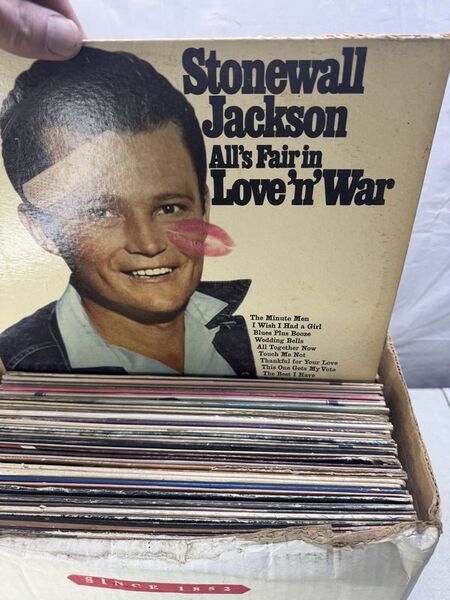 Stonewall
Jackson
All's Fair in
Love 'n' War
The Minute Men
I Wish I Had a Girl
Blues Plus Booze
Wedding Bells
All Together Now
Touch Me Not
Thankful for Your Love
This One Gets My Vote
The Best I Have
SINCE 1852